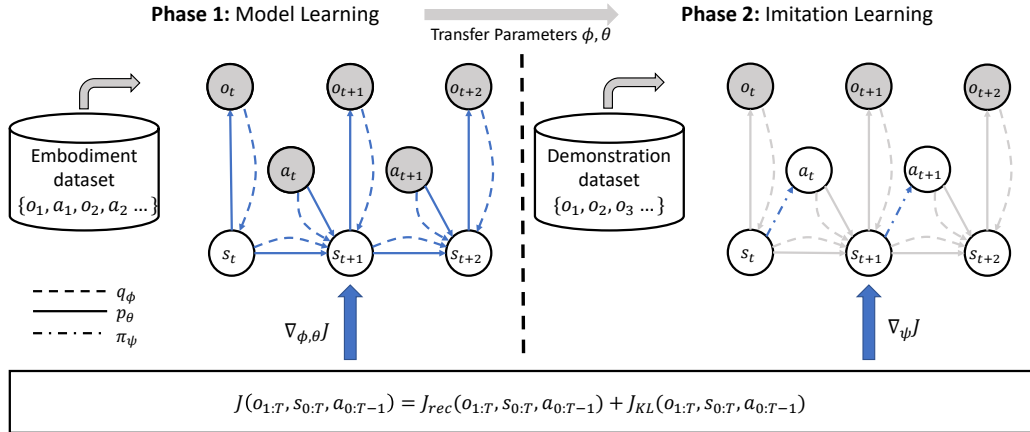 Phase 1: Model Learning
Transfer Parameters ϕ, θ
Phase 2: Imitation Learning
o_t
o_{t+1}
o_{t+2}
Embodiment
dataset
{o_1, a_1, o_2, a_2 ...}
a_t
a_{t+1}
s_t
s_{t+1}
s_{t+2}
q_ϕ
p_θ
π_ψ
∇_{ϕ,θ}J
o_t
o_{t+1}
o_{t+2}
Demonstration
dataset
{o_1, o_2, o_3 ...}
a_t
a_{t+1}
s_t
s_{t+1}
s_{t+2}
∇_ψJ
J(o_{1:T}, s_{0:T}, a_{0:T−1}) = J_{rec}(o_{1:T}, s_{0:T}, a_{0:T−1}) + J_{KL}(o_{1:T}, s_{0:T}, a_{0:T−1})